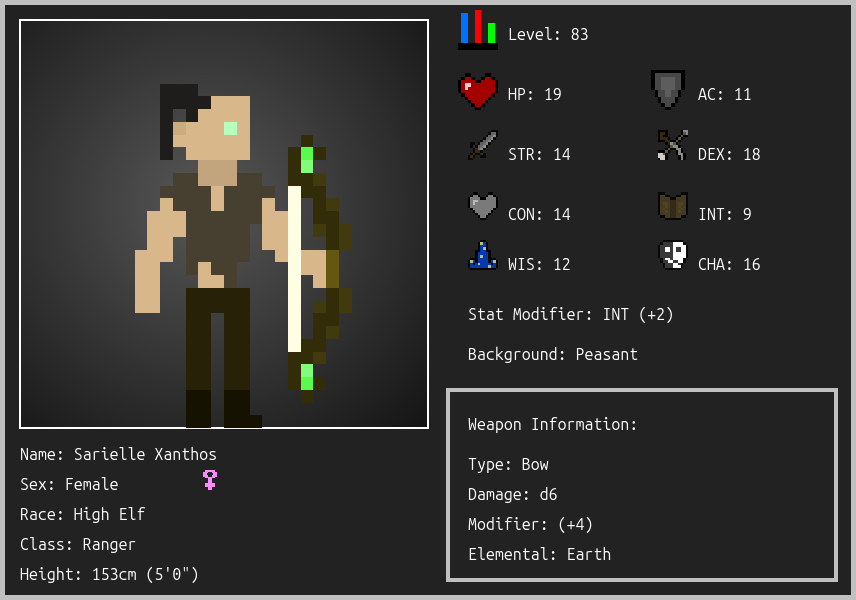 Level: 83
HP: 19
AC: 11
STR: 14
DEX: 18
CON: 14
INT: 9
WIS: 12
CHA: 16
Stat Modifier: INT (+2)
Background: Peasant
Weapon Information:
Type: Bow
Damage: d6
Modifier: (+4)
Elemental: Earth
Name: Sarielle Xanthos
Sex: Female
Race: High Elf
Class: Ranger
Height: 153cm (5'0")